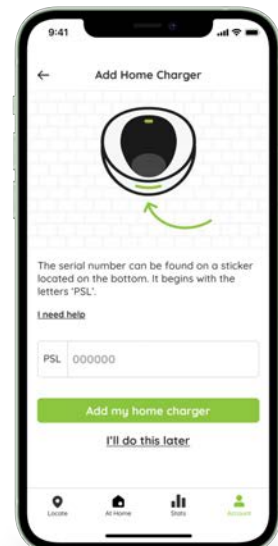 9:41
Add Home Charger
The serial number can be found on a sticker
located on the bottom. It begins with the
letters 'PSL'.
I need help
PSL 000000
Add my home charger
I'll do this later
Locate At Home Stats Account